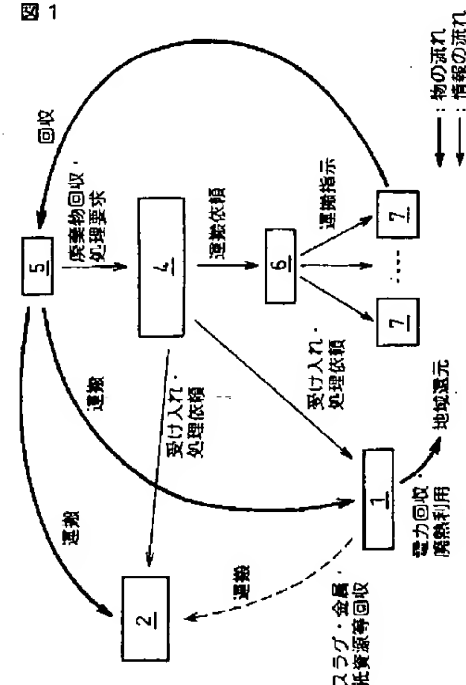 図 1
回収
5
廃棄物回収・
処理要求
4
運搬依頼
6
運搬指示
7
7
運搬
運搬
受け入れ・
処理依頼
受け入れ・
処理依頼
2
1
運搬
電力回収・
廃熱利用
地域還元
スラグ・金属・
低資源等回収
: 物の流れ
: 情報の流れ